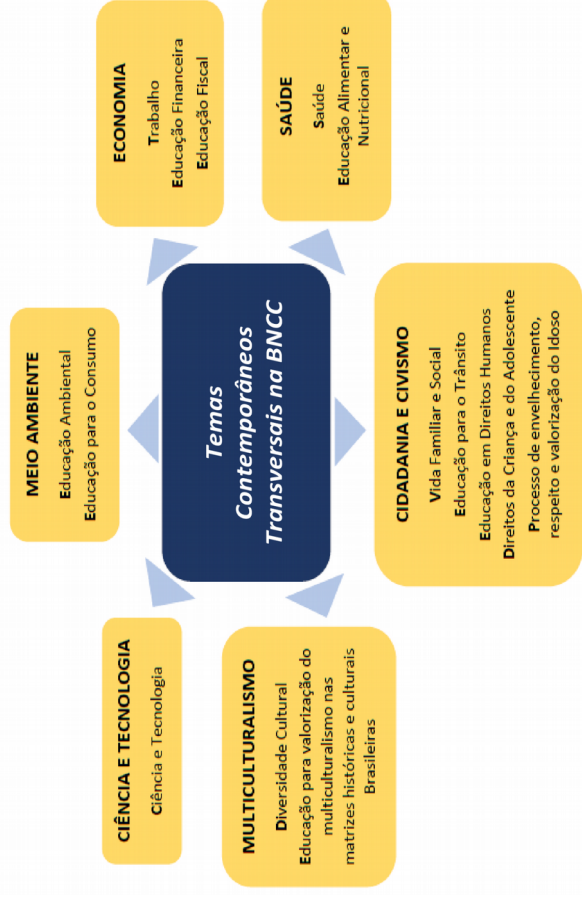 MEIO AMBIENTE
Educação Ambiental
Educação para o Consumo
CIÊNCIA E TECNOLOGIA
Ciência e Tecnologia
ECONOMIA
Trabalho
Educação Financeira
Educação Fiscal
Temas
Contemporâneos
Transversais na BNCC
MULTICULTURALISMO
Diversidade Cultural
Educação para valorização do
multiculturalismo nas
matrizes históricas e culturais
Brasileiras
SAÚDE
Saúde
Educação Alimentar e
Nutricional
CIDADANIA E CIVISMO
Vida Familiar e Social
Educação para o Trânsito
Educação em Direitos Humanos
Direitos da Criança e do Adolescente
Processo de envelhecimento,
respeito e valorização do Idoso